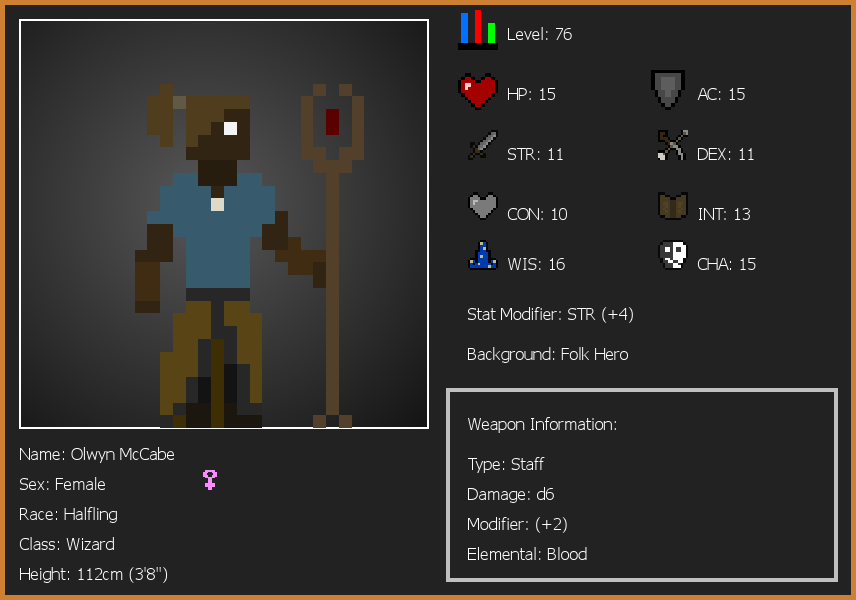 Level: 76
HP: 15
AC: 15
STR: 11
DEX: 11
CON: 10
INT: 13
WIS: 16
CHA: 15
Stat Modifier: STR (+4)
Background: Folk Hero
Weapon Information:
Type: Staff
Damage: d6
Modifier: (+2)
Elemental: Blood
Name: Olwyn McCabe
Sex: Female
Race: Halfling
Class: Wizard
Height: 112cm (3'8")